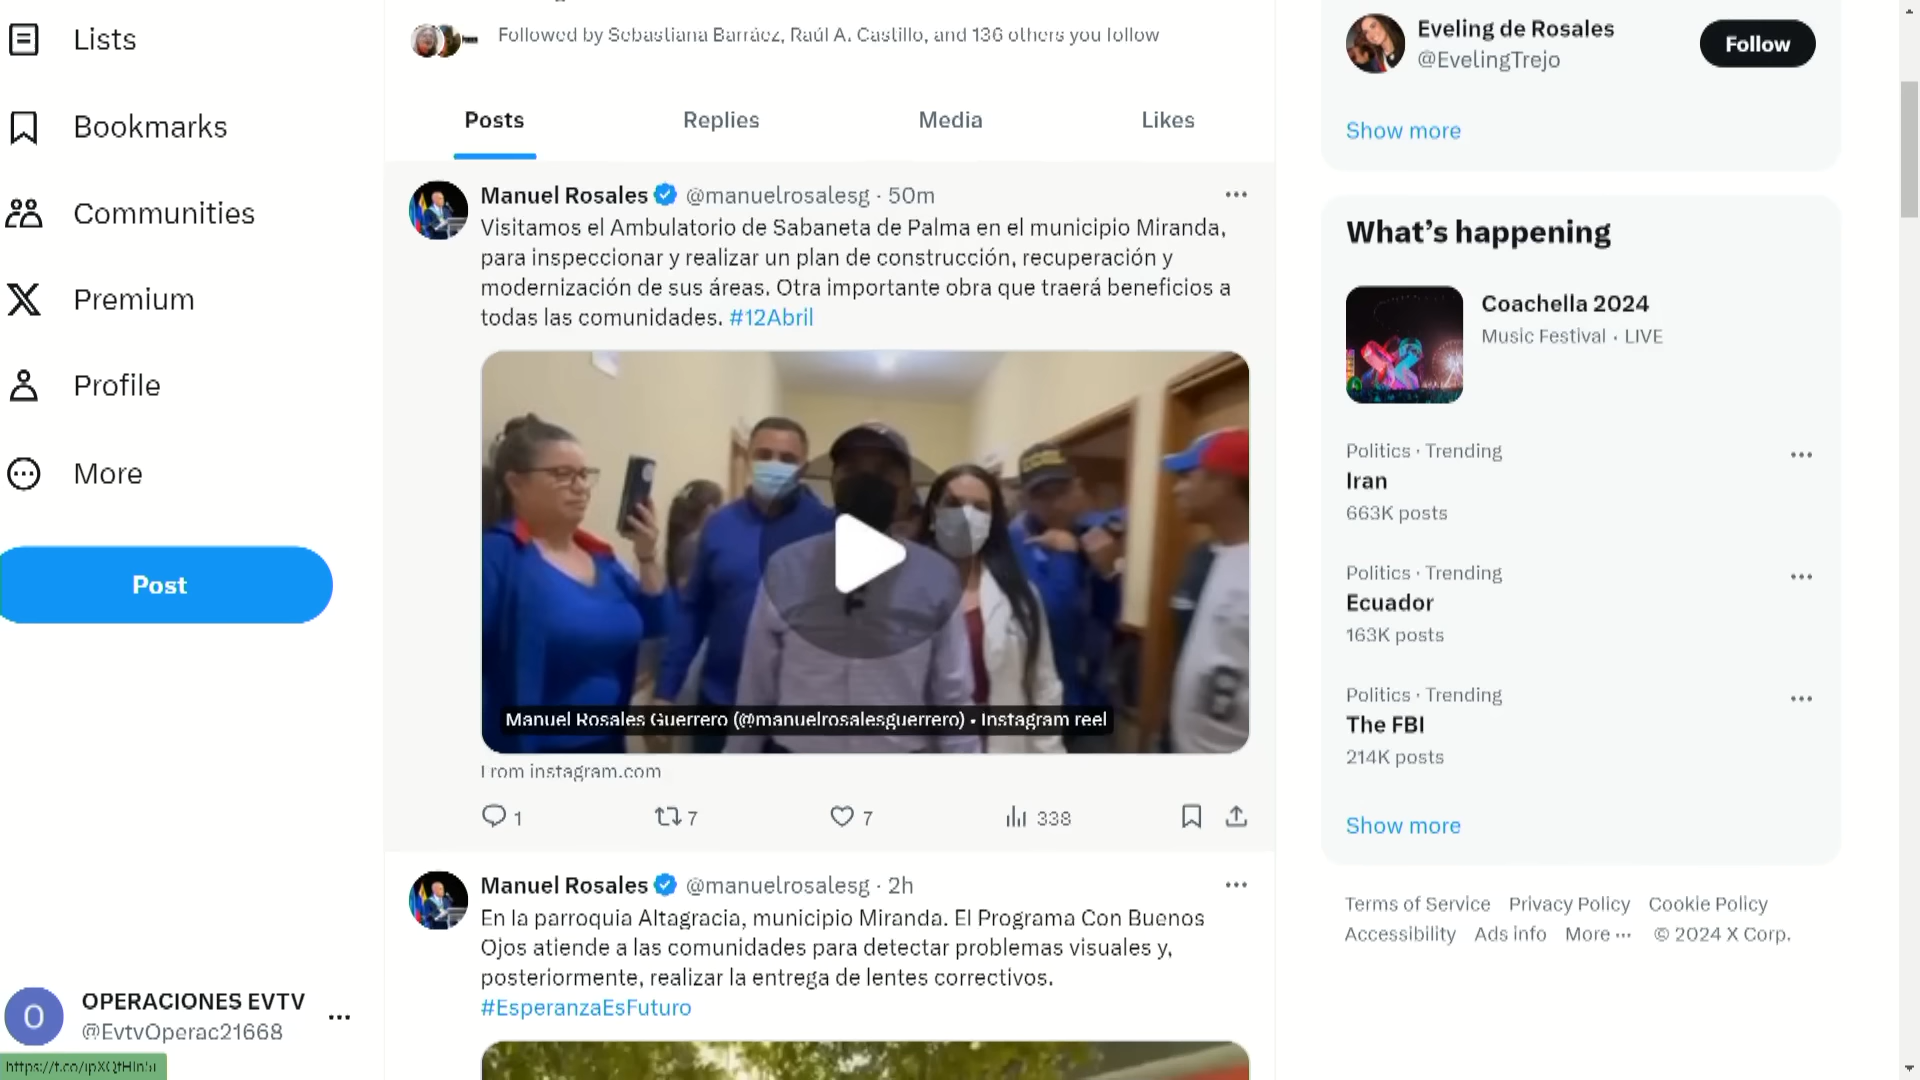 Lists
Bookmarks
Communities
Premium
Profile
More
Post
OPERACIONES EVTV
@EvtvOperac21668
Followed by Sebastiana Barráez, Raúl A. Castillo, and 136 others you follow
Posts
Replies
Media
Likes
Manuel Rosales @manuelrosalesg · 50m
Visitamos el Ambulatorio de Sabaneta de Palma en el municipio Miranda,
para inspeccionar y realizar un plan de construcción, recuperación y
modernización de sus áreas. Otra importante obra que traerá beneficios a
todas las comunidades. #12Abril
Manuel Rosales Guerrero (@manuelrosalesguerrero) • Instagram reel
From instagram.com
1
7
7
338
Manuel Rosales @manuelrosalesg · 2h
En la parroquia Altagracia, municipio Miranda. El Programa Con Buenos
Ojos atiende a las comunidades para detectar problemas visuales y,
posteriormente, realizar la entrega de lentes correctivos.
#EsperanzaEsFuturo
Eveling de Rosales
@EvelingTrejo
Follow
Show more
What's happening
Coachella 2024
Music Festival · LIVE
Politics · Trending
Iran
663K posts
Politics · Trending
Ecuador
163K posts
Politics · Trending
The FBI
214K posts
Show more
Terms of Service Privacy Policy Cookie Policy
Accessibility Ads info More ··· © 2024 X Corp.